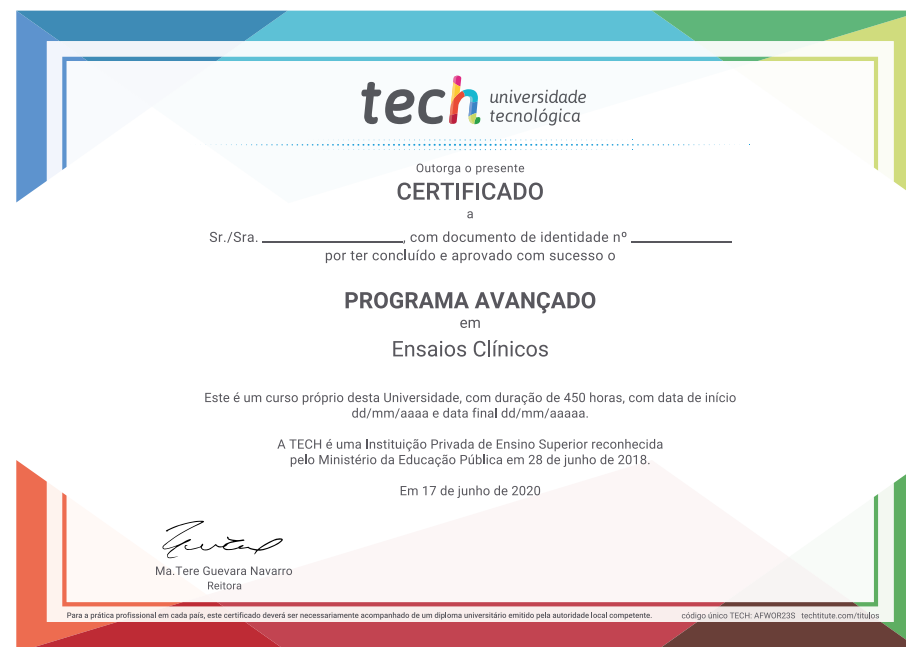 tech universidade
tecnológica
Outorga o presente
CERTIFICADO
a
Sr./Sra. ____________, com documento de identidade nº ____________
por ter concluído e aprovado com sucesso o
PROGRAMA AVANÇADO
em
Ensaios Clínicos
Este é um curso próprio desta Universidade, com duração de 450 horas, com data de início
dd/mm/aaaa e data final dd/mm/aaaaa.
A TECH é uma Instituição Privada de Ensino Superior reconhecida
pelo Ministério da Educação Pública em 28 de junho de 2018.
Em 17 de junho de 2020
Ma.Tere Guevara Navarro
Reitora
Para a prática profissional em cada país, este certificado deverá ser necessariamente acompanhado de um diploma universitário emitido pela autoridade local competente. código único TECH: AFWOR23S techtitute.com/titulos